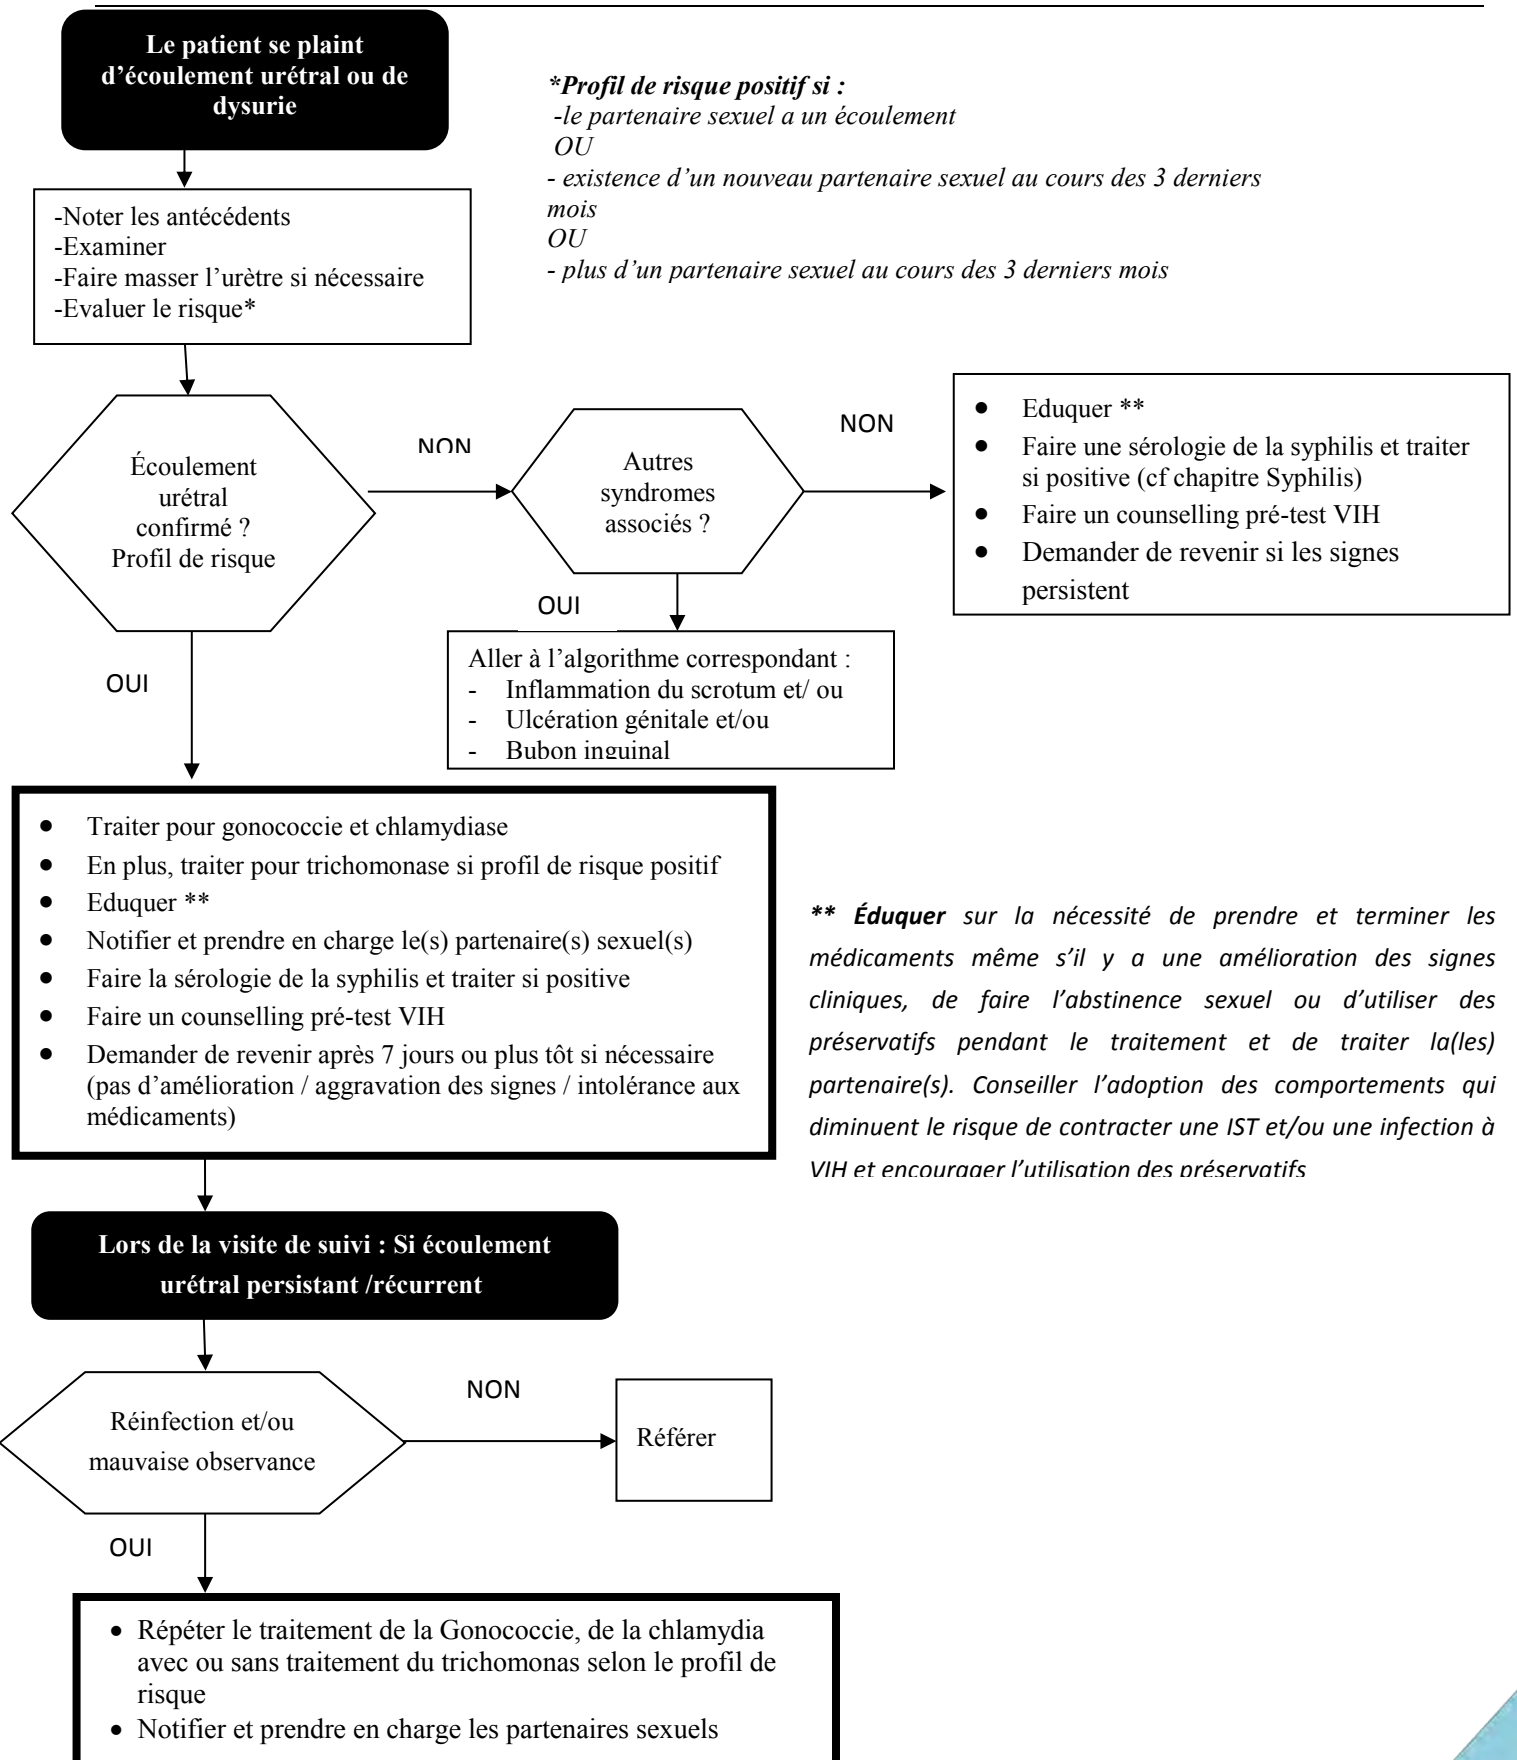 Le patient se plaint
d'écoulement urétral ou de
dysurie
*Profil de risque positif si :
-le partenaire sexuel a un écoulement
OU
- existence d'un nouveau partenaire sexuel au cours des 3 derniers
mois
OU
- plus d'un partenaire sexuel au cours des 3 derniers mois
-Noter les antécédents
-Examiner
-Faire masser l'urètre si nécessaire
-Evaluer le risque*
Écoulement
urétral
confirmé ?
Profil de risque
NON
Autres
syndromes
associés ?
NON
• Eduquer **
• Faire une sérologie de la syphilis et traiter
si positive (cf chapitre Syphilis)
• Faire un counselling pré-test VIH
• Demander de revenir si les signes
persistent
OUI
Aller à l'algorithme correspondant :
- Inflammation du scrotum et/ ou
- Ulcération génitale et/ou
- Bubon inguinal
OUI
• Traiter pour gonococcie et chlamydiase
• En plus, traiter pour trichomonase si profil de risque positif
• Eduquer **
• Notifier et prendre en charge le(s) partenaire(s) sexuel(s)
• Faire la sérologie de la syphilis et traiter si positive
• Faire un counselling pré-test VIH
• Demander de revenir après 7 jours ou plus tôt si nécessaire
(pas d'amélioration / aggravation des signes / intolérance aux
médicaments)
** Éduquer sur la nécessité de prendre et terminer les
médicaments même s'il y a une amélioration des signes
cliniques, de faire l'abstinence sexuel ou d'utiliser des
préservatifs pendant le traitement et de traiter la(les)
partenaire(s). Conseiller l'adoption des comportements qui
diminuent le risque de contracter une IST et/ou une infection à
VIH et encourager l'utilisation des préservatifs
Lors de la visite de suivi : Si écoulement
urétral persistant /récurrent
Réinfection et/ou
mauvaise observance
NON
Référer
OUI
• Répéter le traitement de la Gonococcie, de la chlamydia
avec ou sans traitement du trichomonas selon le profil de
risque
• Notifier et prendre en charge les partenaires sexuels